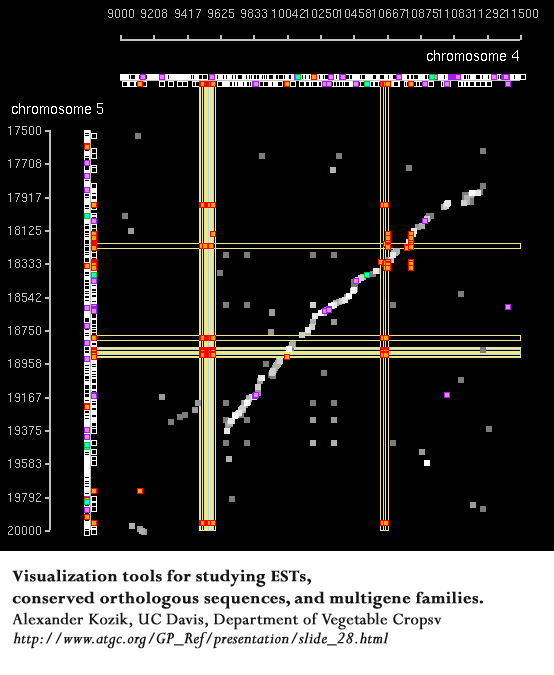 9000 9208 9417 9625 9833 10042 10250 10458 10667 10875 11083 11292 11500
chromosome 4
chromosome 5
17500
17708
17917
18125
18333
18542
18750
18958
19167
19375
19583
19792
20000
Visualization tools for studying ESTs,
conserved orthologous sequences, and multigene families.
Alexander Kozik, UC Davis, Department of Vegetable Cropsv
http://www.atgc.org/GP_Ref/presentation/slide_28.html